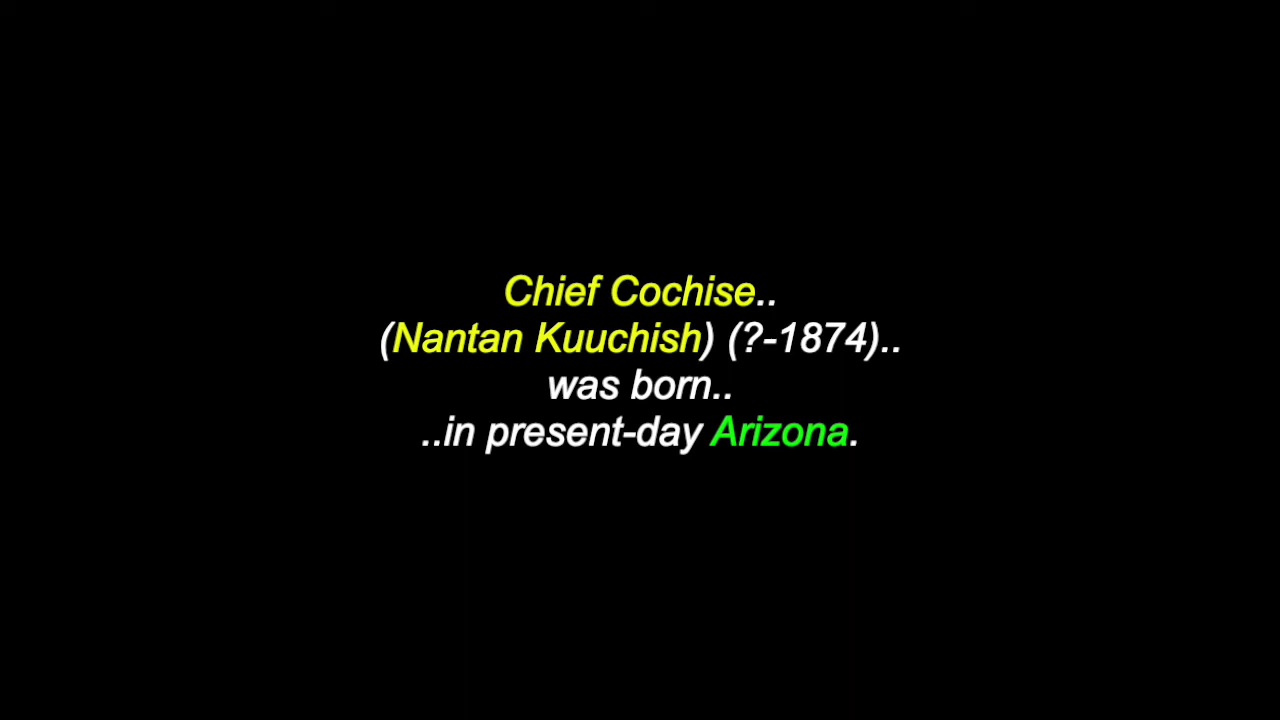 Chief Cochise..
(Nantan Kuuchish) (?-1874)..
was born..
..in present-day Arizona.